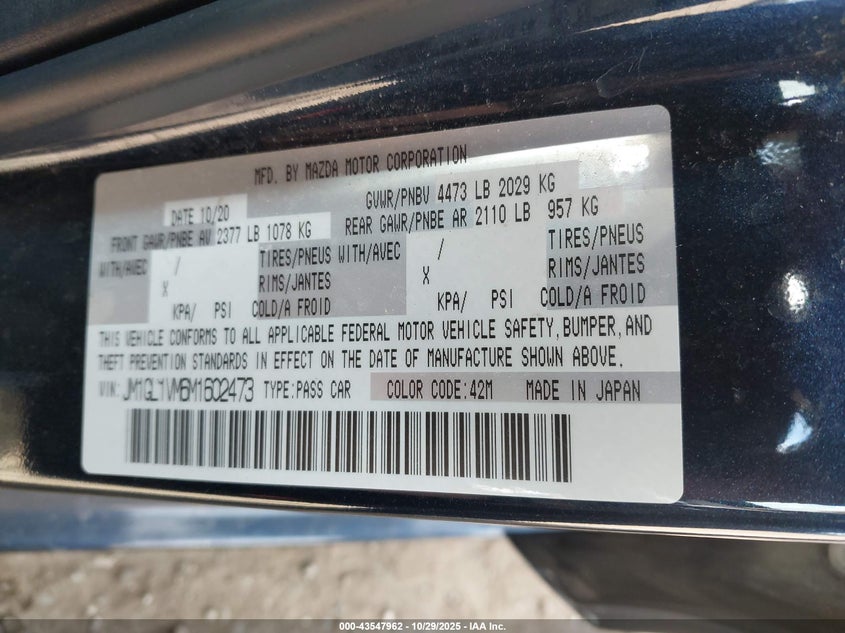 MFD. BY MAZDA MOTOR CORPORATION
DATE 10/20 GVWR/PNBV 4473 LB 2029 KG
FRONT GAWR/PNBE AV 2377 LB 1078 KG REAR GAWR/PNBE AR 2110 LB 957 KG
WITH/AVEC / TIRES/PNEUS WITH/AVEC / TIRES/PNEUS
X RIMS/JANTES X RIMS/JANTES
KPA/ PSI COLD/A FROID KPA/ PSI COLD/A FROID
THIS VEHICLE CONFORMS TO ALL APPLICABLE FEDERAL MOTOR VEHICLE SAFETY, BUMPER, AND
THEFT PREVENTION STANDARDS IN EFFECT ON THE DATE OF MANUFACTURE SHOWN ABOVE.
VIN: JM1GL1VM6M1602473 TYPE:PASS CAR COLOR CODE:42M MADE IN JAPAN
000-43547962 - 10/29/2025 - IAA Inc.